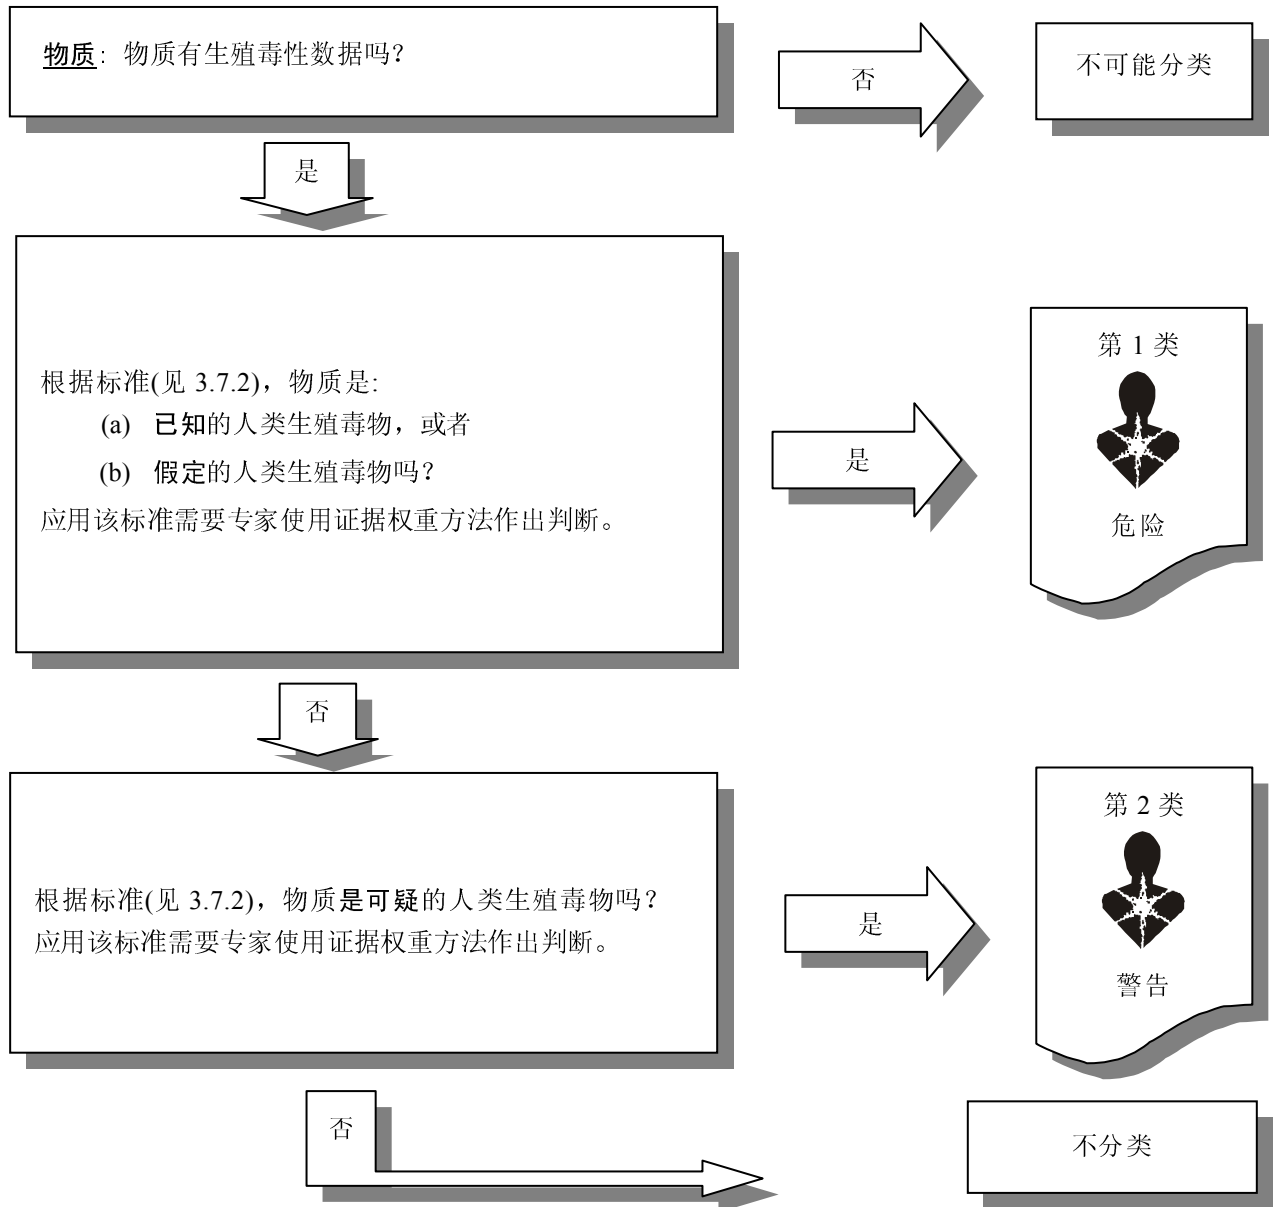 物质：物质有生殖毒性数据吗？
否
不可能分类
是
根据标准(见 3.7.2)，物质是:
(a) 已知的人类生殖毒物，或者
(b) 假定的人类生殖毒物吗？
应用该标准需要专家使用证据权重方法作出判断。
是
第 1 类
危险
否
根据标准(见 3.7.2)，物质是可疑的人类生殖毒物吗？
应用该标准需要专家使用证据权重方法作出判断。
是
第 2 类
警告
否
不分类